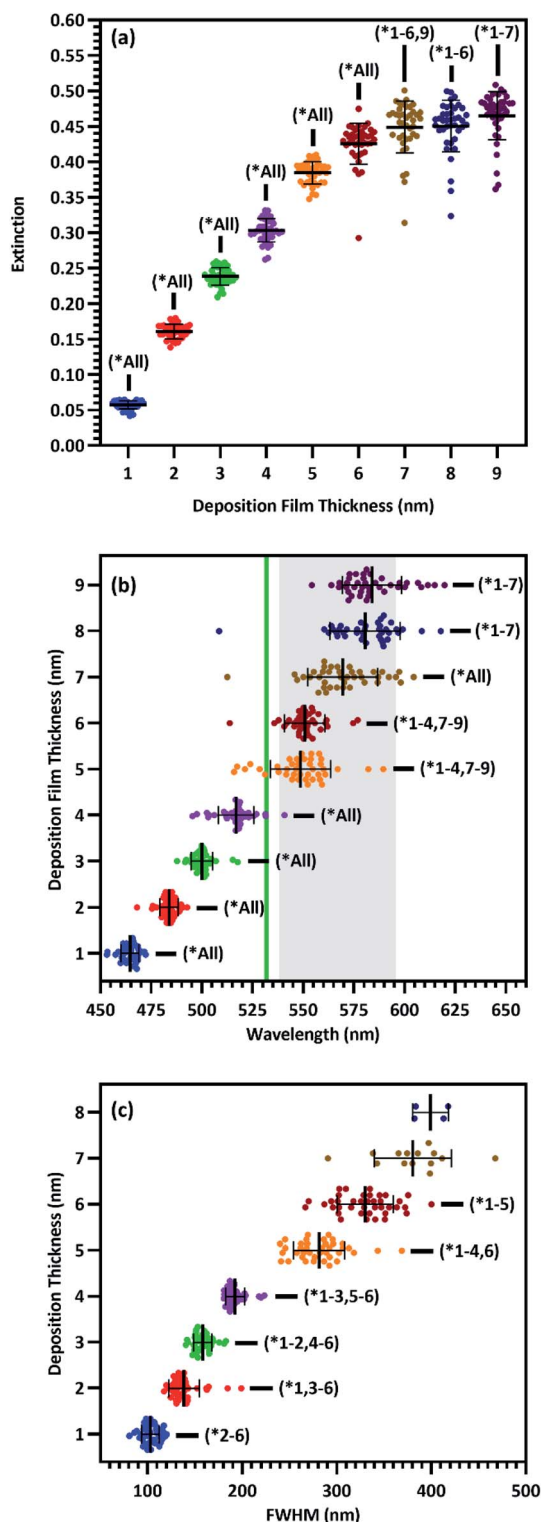 (a)
(*1-6,9)
(*1-6)
(*1-7)
(*All)
(*All)
(*All)
(*All)
(*All)
(*All)
0.60
0.55
0.50
0.45
0.40
0.35
0.30
0.25
0.20
0.15
0.10
0.05
0.00
Extinction
1 2 3 4 5 6 7 8 9
Deposition Film Thickness (nm)
(b)
Deposition Film Thickness (nm)
9 (*1-7)
8 (*1-7)
7 (*All)
6 (*1-4,7-9)
5 (*1-4,7-9)
4 (*All)
3 (*All)
2 (*All)
1 (*All)
450 475 500 525 550 575 600 625 650
Wavelength (nm)
(c)
Deposition Thickness (nm)
8
7
6 (*1-5)
5 (*1-4,6)
4 (*1-3,5-6)
3 (*1-2,4-6)
2 (*1,3-6)
1 (*2-6)
100 200 300 400 500
FWHM (nm)